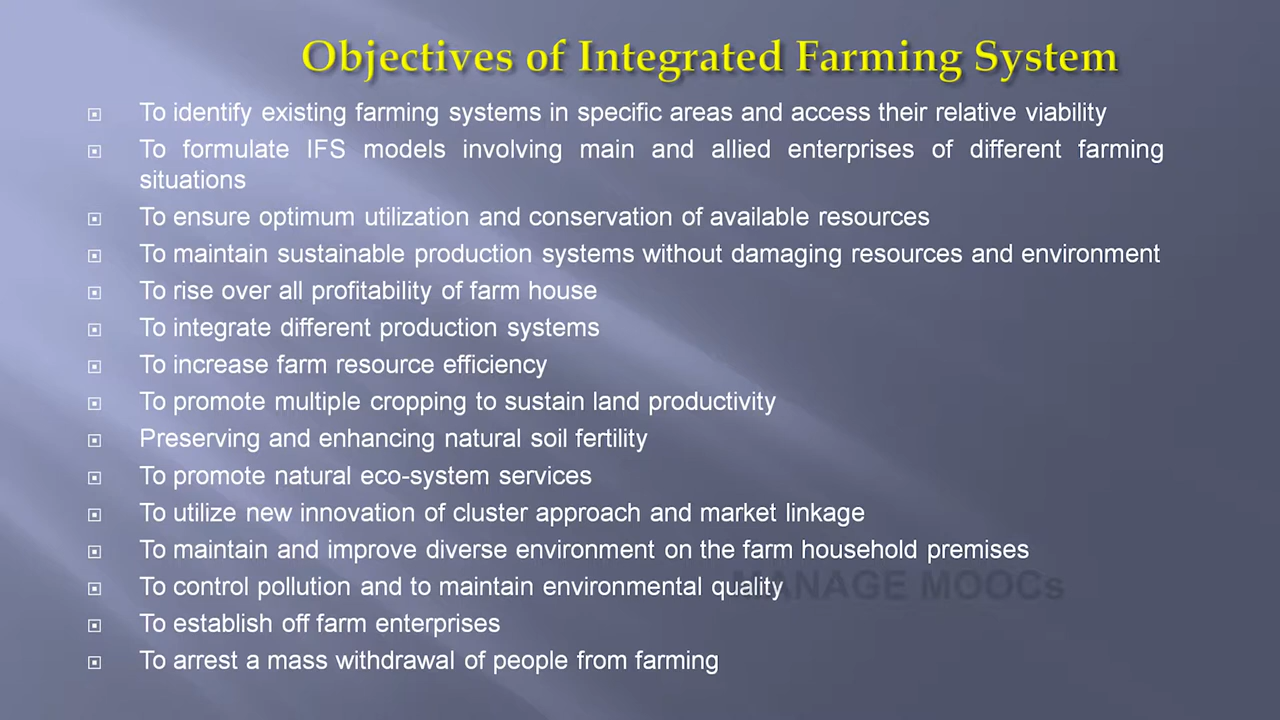 Objectives of Integrated Farming System
To identify existing farming systems in specific areas and access their relative viability
To formulate IFS models involving main and allied enterprises of different farming
situations
To ensure optimum utilization and conservation of available resources
To maintain sustainable production systems without damaging resources and environment
To rise over all profitability of farm house
To integrate different production systems
To increase farm resource efficiency
To promote multiple cropping to sustain land productivity
Preserving and enhancing natural soil fertility
To promote natural eco-system services
To utilize new innovation of cluster approach and market linkage
To maintain and improve diverse environment on the farm household premises
To control pollution and to maintain environmental quality
MANAGE MOOCs
To establish off farm enterprises
To arrest a mass withdrawal of people from farming